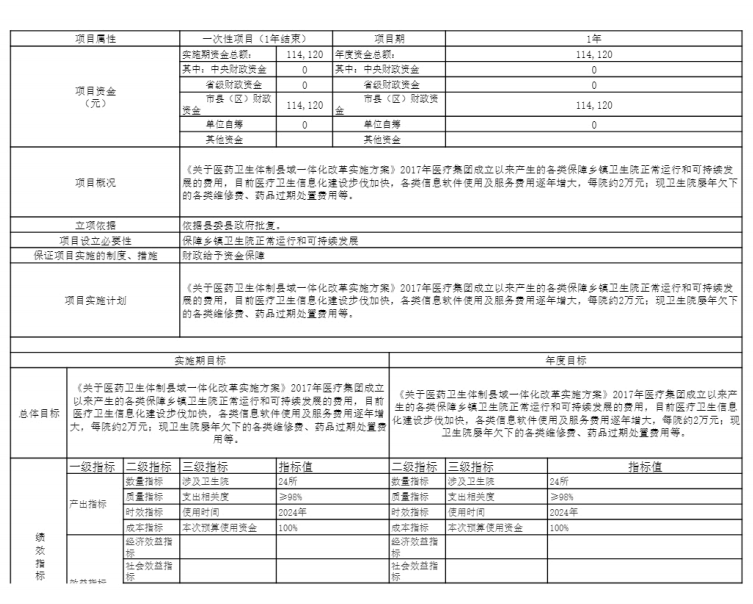 项目属性 一次性项目（1年结束） 项目期 1年
项目资金
（元）
实施期资金总额： 114,120 年度资金总额： 114,120
其中：中央财政资金 0 其中：中央财政资金 0
省级财政资金 0 省级财政资金 0
市县（区）财政资金 114,120 市县（区）财政资金 114,120
单位自筹 0 单位自筹 0
其他资金 其他资金
项目概况
《关于医药卫生体制县域一体化改革实施方案》2017年医疗集团成立以来产生的各类保障乡镇卫生院正常运行和可持续发
展的费用，目前医疗卫生信息化建设步伐加快，各类信息软件使用及服务费用逐年增大，每院约2万元；现卫生院屡年欠下
的各类维修费、药品过期处置费用等。
立项依据 依据县委县政府批复。
项目设立必要性 保障乡镇卫生院正常运行和可持续发展
保证项目实施的制度、措施 财政给予资金保障
项目实施计划
《关于医药卫生体制县域一体化改革实施方案》2017年医疗集团成立以来产生的各类保障乡镇卫生院正常运行和可持续发
展的费用，目前医疗卫生信息化建设步伐加快，各类信息软件使用及服务费用逐年增大，每院约2万元；现卫生院屡年欠下
的各类维修费、药品过期处置费用等。
实施期目标 年度目标
总体目标
《关于医药卫生体制县域一体化改革实施方案》2017年医疗集团成立
以来产生的各类保障乡镇卫生院正常运行和可持续发展的费用，目前
医疗卫生信息化建设步伐加快，各类信息软件使用及服务费用逐年增
大，每院约2万元；现卫生院屡年欠下的各类维修费、药品过期处置费
用等。
《关于医药卫生体制县域一体化改革实施方案》2017年医疗集团成立以来产
生的各类保障乡镇卫生院正常运行和可持续发展的费用，目前医疗卫生信息
化建设步伐加快，各类信息软件使用及服务费用逐年增大，每院约2万元；现
卫生院屡年欠下的各类维修费、药品过期处置费用等。
绩
效
指
标
一级指标 二级指标 三级指标 指标值 二级指标 三级指标 指标值
产出指标
数量指标 涉及卫生院 24所 数量指标 涉及卫生院 24所
质量指标 支出相关度 ≥98% 质量指标 支出相关度 ≥98%
时效指标 使用时间 2024年 时效指标 使用时间 2024年
成本指标 本次预算使用资金 100% 成本指标 本次预算使用资金 100%
经济效益指标 经济效益指标
社会效益指标 社会效益指标